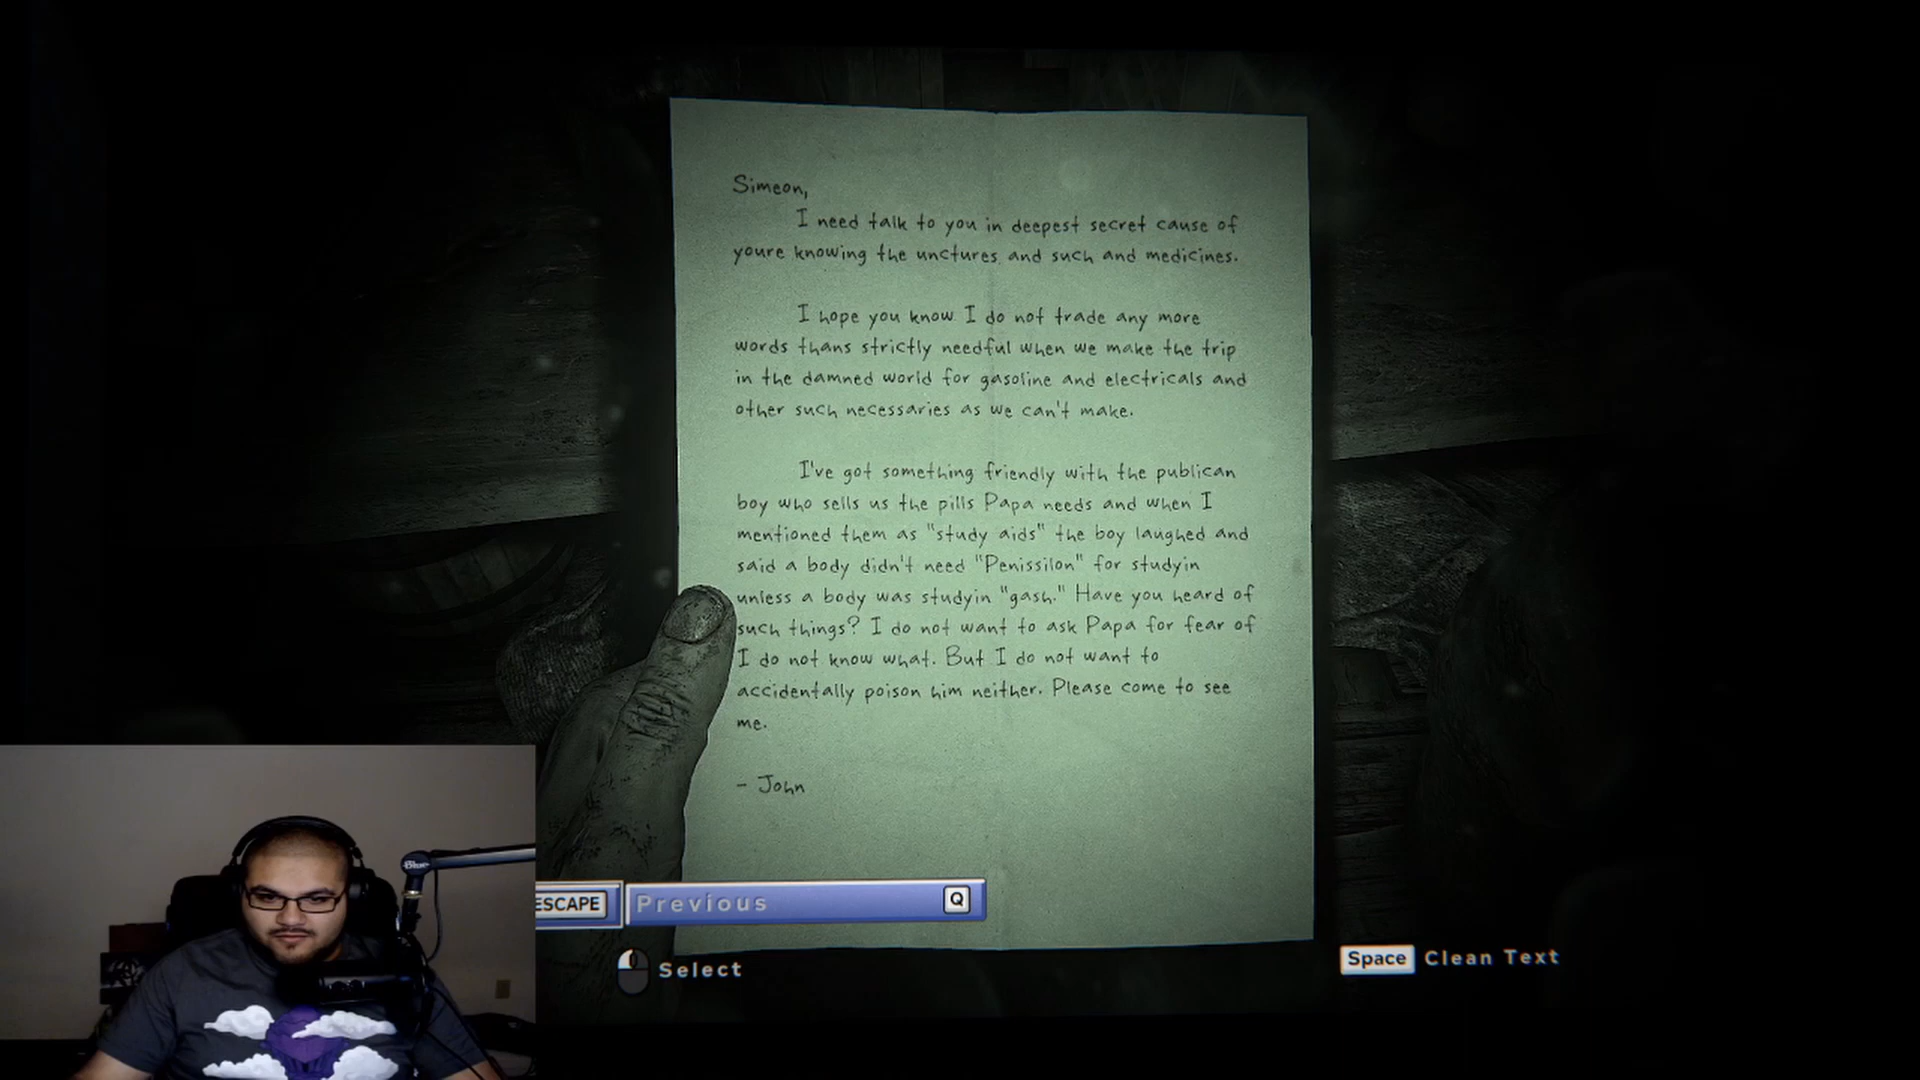 Simeon,
I need talk to you in deepest secret cause of
youre knowing the unctures and such and medicines.
I hope you know I do not trade any more
words thans strictly needful when we make the trip
in the damned world for gasoline and electricals and
other such necessaries as we can't make.
I've got something friendly with the publican
boy who sells us the pills Papa needs and when I
mentioned them as "study aids" the boy laughed and
said a body didn't need "Penissilon" for studyin
unless a body was studyin "gash." Have you heard of
such things? I do not want to ask Papa for fear of
I do not know what. But I do not want to
accidentally poison him neither. Please come to see
me.
- John
ESCAPE
Previous Q
Select
Space Clean Text
Blue